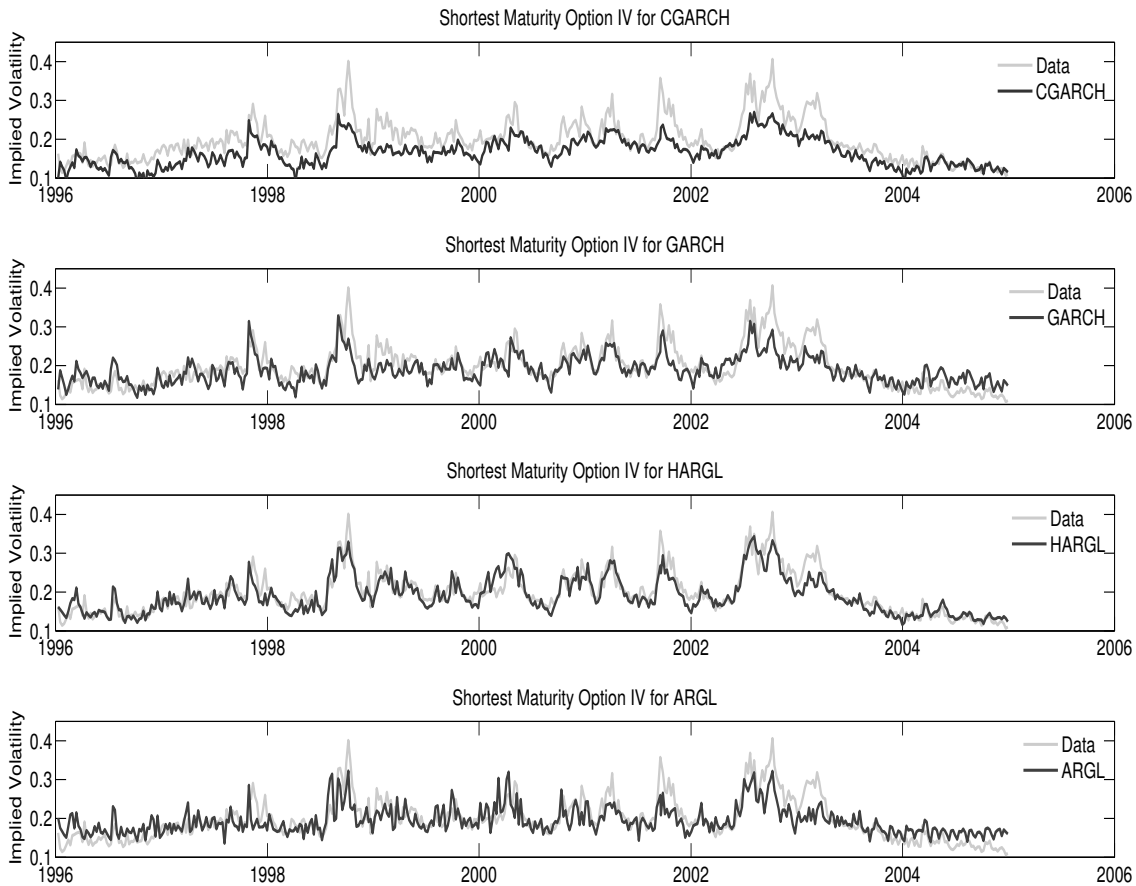 Shortest Maturity Option IV for CGARCH
Implied Volatility
0.4
0.3
0.2
0.1
Data
CGARCH
1996
1998
2000
2002
2004
2006
Shortest Maturity Option IV for GARCH
Implied Volatility
0.4
0.3
0.2
0.1
Data
GARCH
1996
1998
2000
2002
2004
2006
Shortest Maturity Option IV for HARGL
Implied Volatility
0.4
0.3
0.2
0.1
Data
HARGL
1996
1998
2000
2002
2004
2006
Shortest Maturity Option IV for ARGL
Implied Volatility
0.4
0.3
0.2
0.1
Data
ARGL
1996
1998
2000
2002
2004
2006